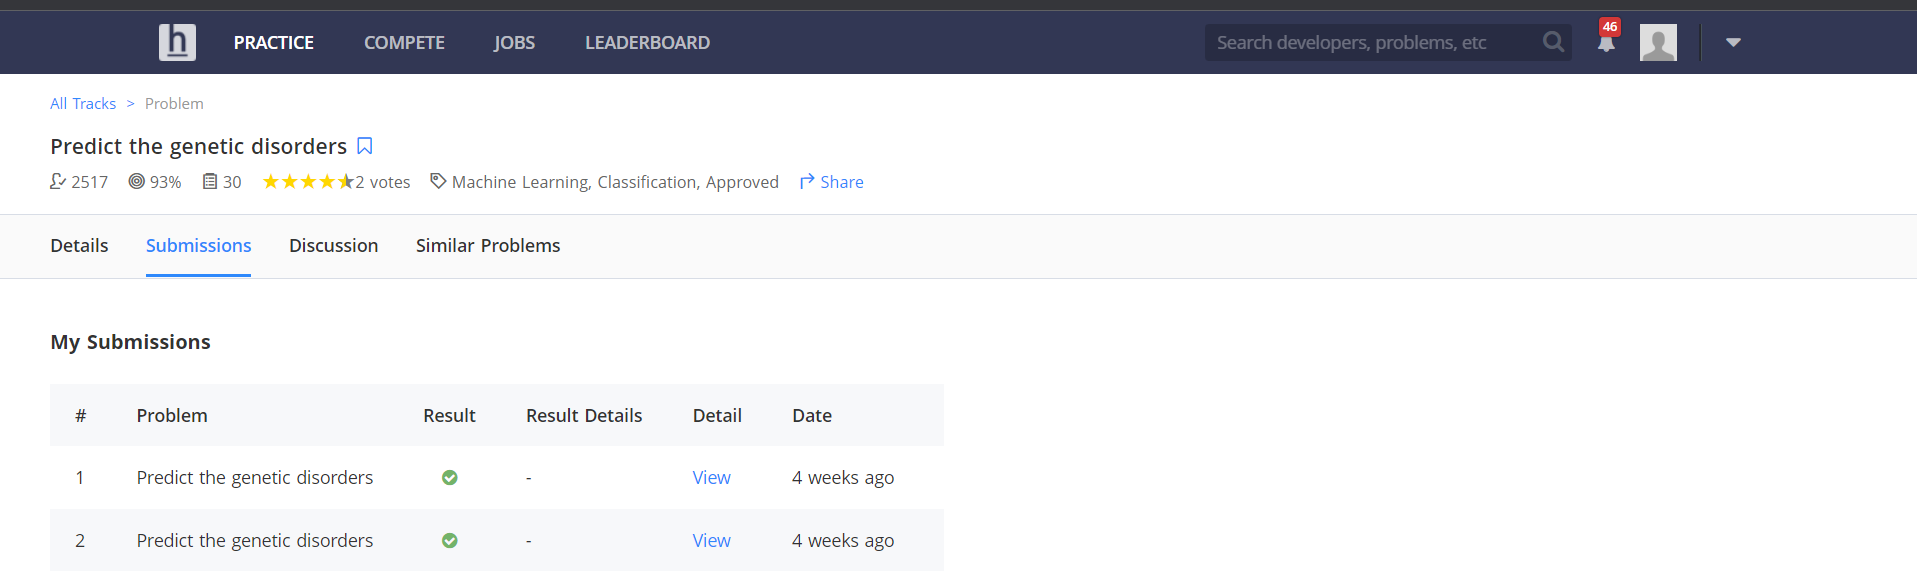 h PRACTICE COMPETE JOBS LEADERBOARD Search developers, problems, etc 46
All Tracks > Problem
Predict the genetic disorders
2517 93% 30 2 votes Machine Learning, Classification, Approved Share
Details Submissions Discussion Similar Problems
My Submissions
# Problem Result Result Details Detail Date
1 Predict the genetic disorders - View 4 weeks ago
2 Predict the genetic disorders - View 4 weeks ago